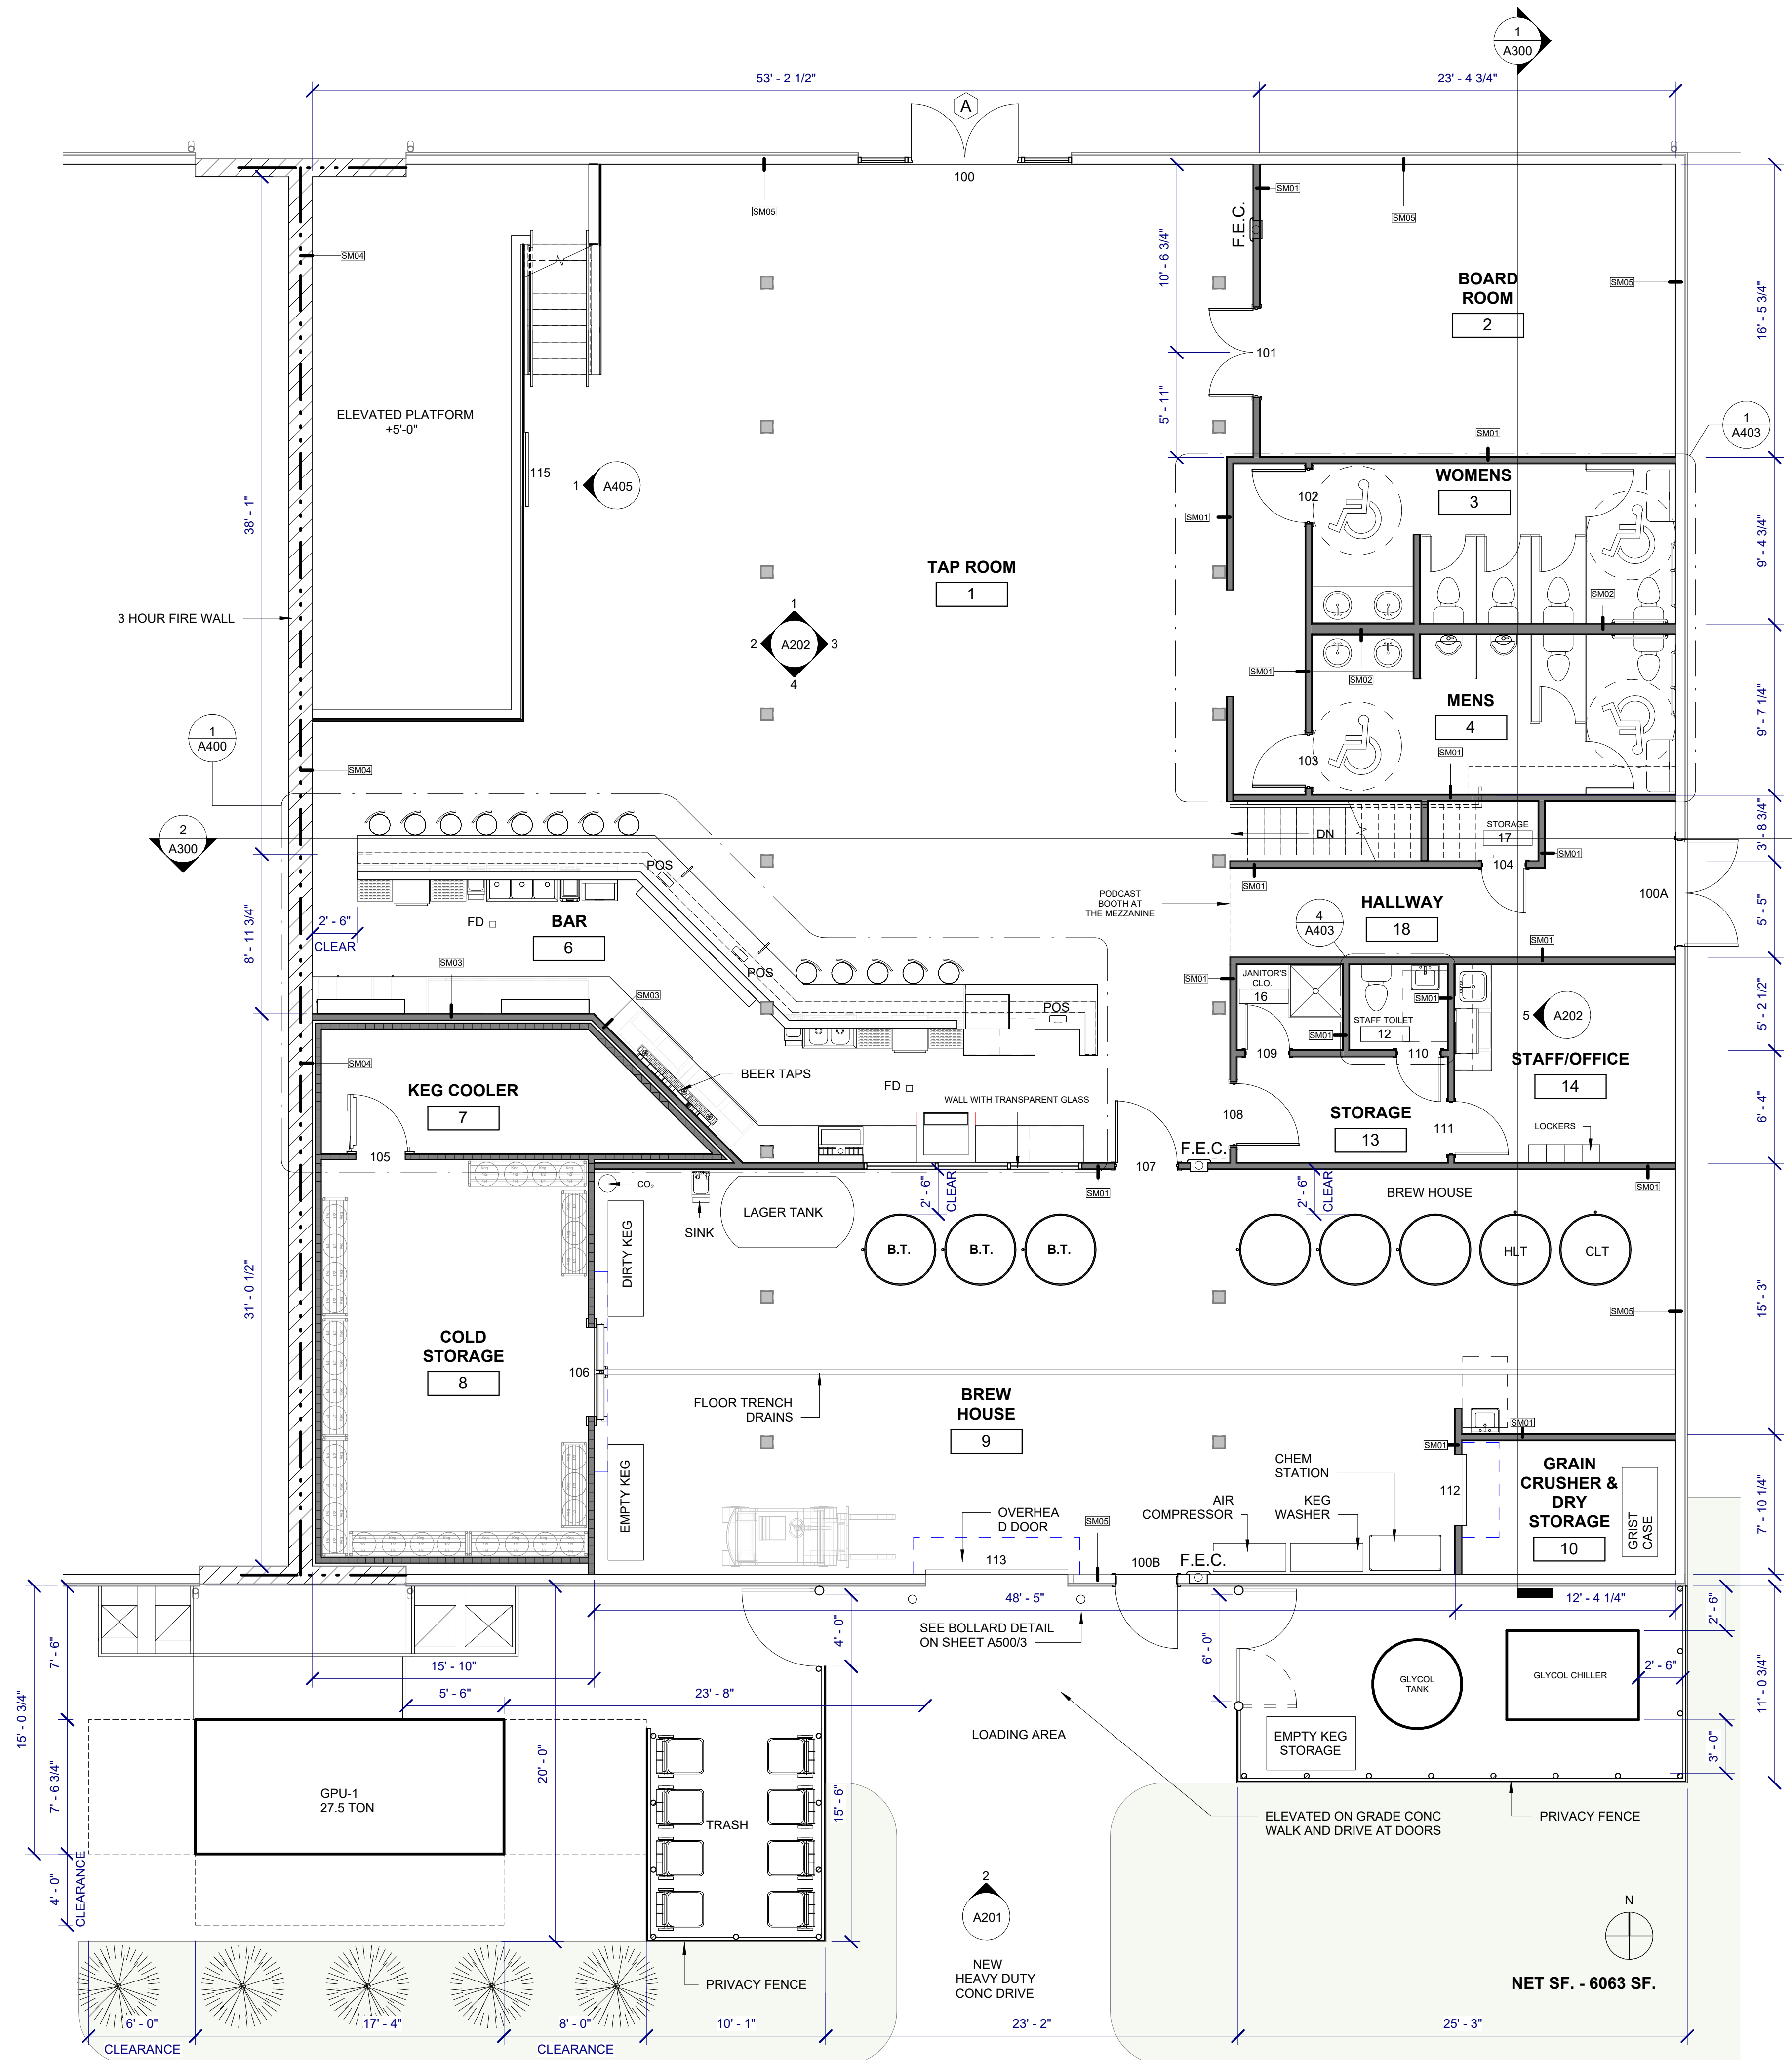 1
A300
53' - 2 1/2"
23' - 4 3/4"
A
100
SM01
SM05
SM05
F.E.C.
10' - 6 3/4"
SM04
BOARD
ROOM
2
SM05
16' - 5 3/4"
101
ELEVATED PLATFORM
+5'-0"
5' - 11"
1
A403
SM01
115
1
A405
38' - 1"
WOMENS
3
102
SM01
9' - 4 3/4"
TAP ROOM
1
SM02
3 HOUR FIRE WALL
1
2
A202
3
4
SM01
SM02
MENS
4
9' - 7 1/4"
1
A400
SM01
103
SM04
3' - 8 3/4"
2
A300
DN
STORAGE
17
SM01
104
POS
SM01
100A
PODCAST
BOOTH AT
THE MEZZANINE
HALLWAY
18
5' - 5"
4
A403
8' - 11 3/4"
2' - 6"
CLEAR
FD
BAR
6
SM01
SM03
POS
SM03
POS
SM01
JANITOR'S
CLO.
16
SM01
STAFF TOILET
12
SM01
5
A202
5' - 2 1/2"
109
110
STAFF/OFFICE
14
SM04
BEER TAPS
KEG COOLER
7
FD
WALL WITH TRANSPARENT GLASS
108
STORAGE
13
111
LOCKERS
6' - 4"
105
F.E.C.
107
CO2
SINK
LAGER TANK
2' - 6"
CLEAR
SM01
2' - 6"
CLEAR
BREW HOUSE
SM01
DIRTY KEG
B.T.
B.T.
B.T.
HLT
CLT
31' - 0 1/2"
SM05
15' - 3"
COLD
STORAGE
8
106
FLOOR TRENCH
DRAINS
BREW
HOUSE
9
SM01
SM01
EMPTY KEG
CHEM
STATION
GRAIN
CRUSHER &
DRY
STORAGE
10
GRIST
CASE
112
7' - 10 1/4"
OVERHEA
D DOOR
SM05
AIR
COMPRESSOR
KEG
WASHER
113
100B
F.E.C.
48' - 5"
12' - 4 1/4"
2' - 6"
SEE BOLLARD DETAIL
ON SHEET A500/3
4' - 0"
6' - 0"
7' - 6"
15' - 10"
5' - 6"
23' - 8"
GLYCOL
TANK
GLYCOL CHILLER
2' - 6"
11' - 0 3/4"
15' - 0 3/4"
LOADING AREA
EMPTY KEG
STORAGE
3' - 0"
20' - 0"
GPU-1
27.5 TON
7' - 6 3/4"
TRASH
15' - 6"
ELEVATED ON GRADE CONC
WALK AND DRIVE AT DOORS
PRIVACY FENCE
4' - 0"
CLEARANCE
2
A201
N
NEW
HEAVY DUTY
CONC DRIVE
PRIVACY FENCE
NET SF. - 6063 SF.
6' - 0"
CLEARANCE
17' - 4"
8' - 0"
CLEARANCE
10' - 1"
23' - 2"
25' - 3"